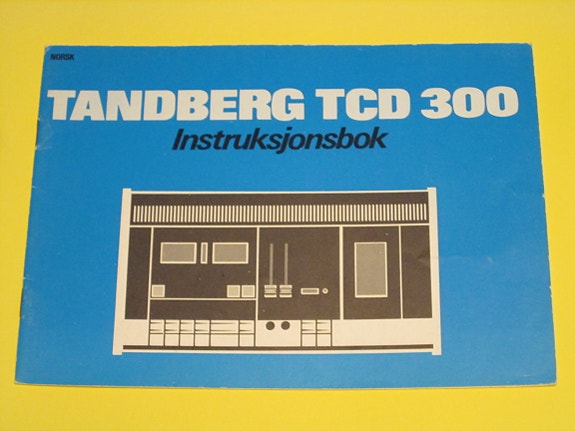 NORSK
TANDBERG TCD 300
Instruksjonsbok